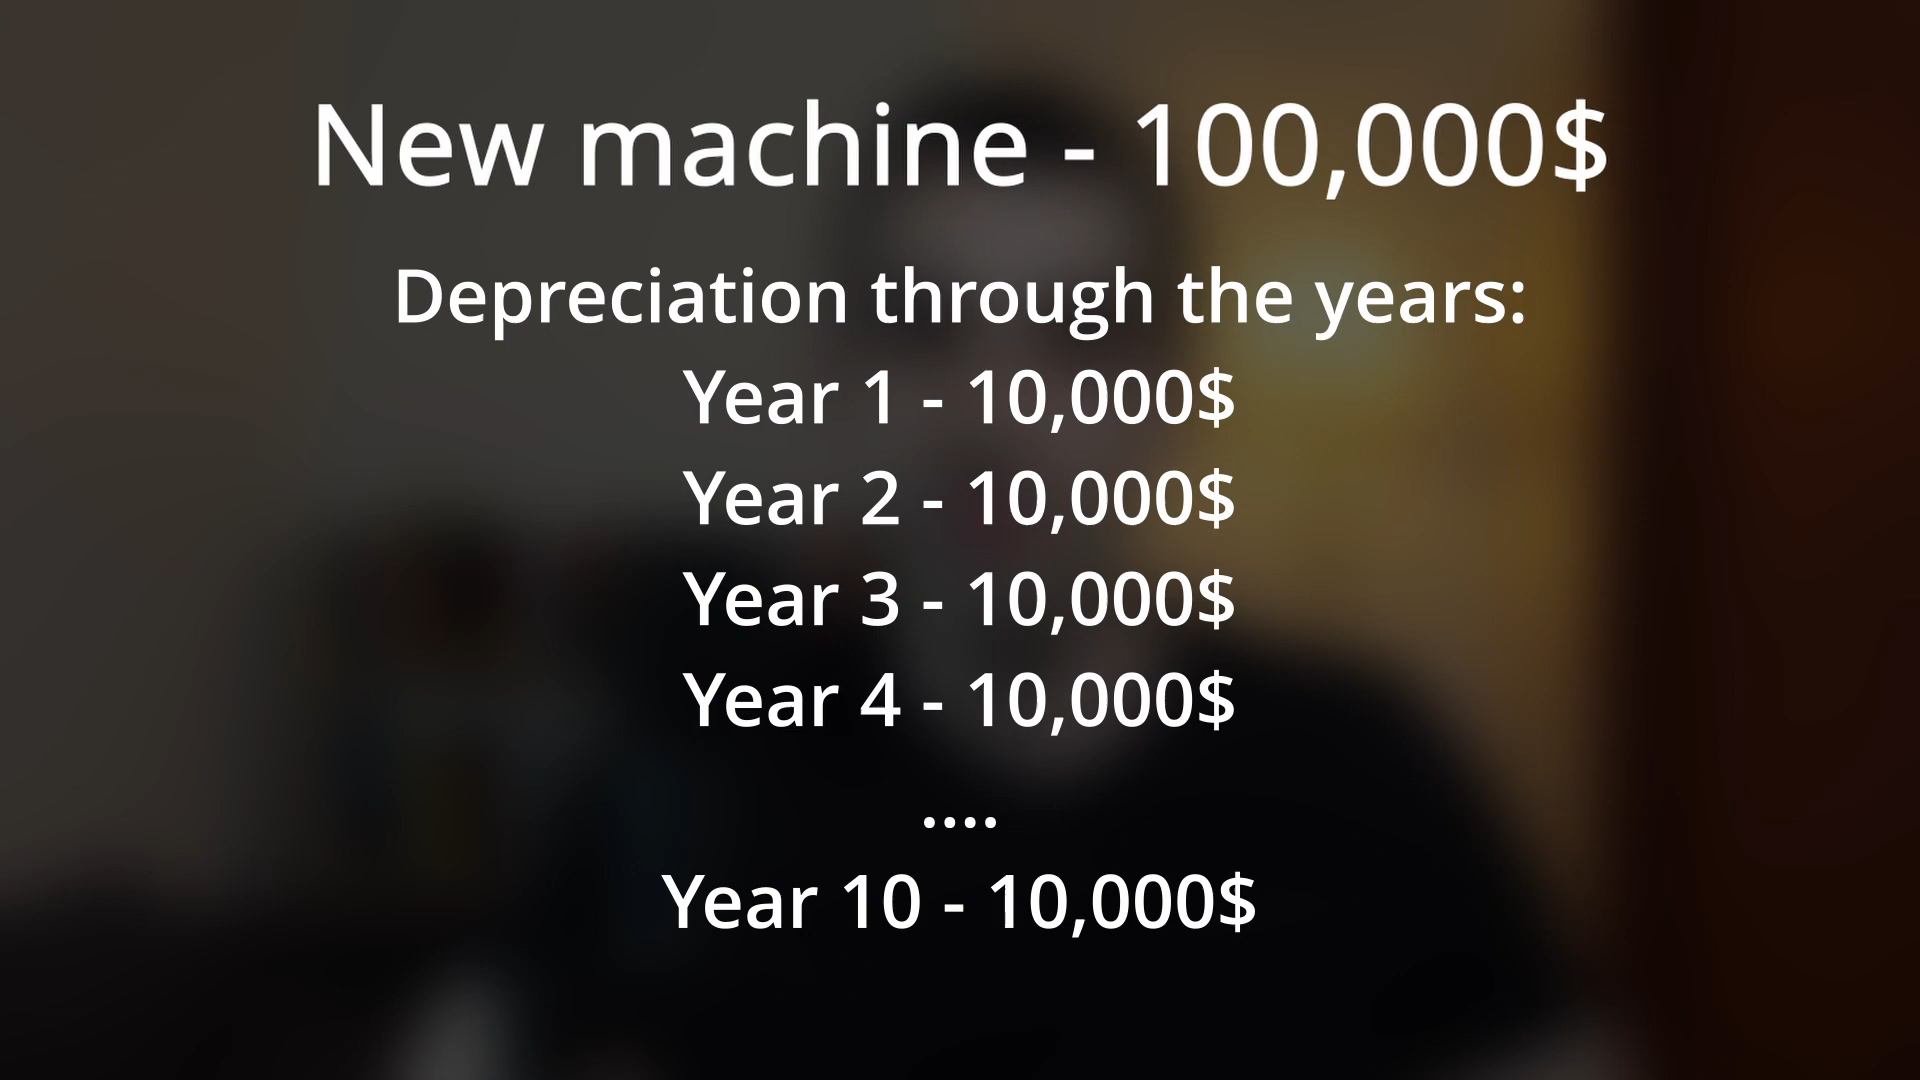 New machine - 100,000$
Depreciation through the years:
Year 1 - 10,000$
Year 2 - 10,000$
Year 3 - 10,000$
Year 4 - 10,000$
....
Year 10 - 10,000$